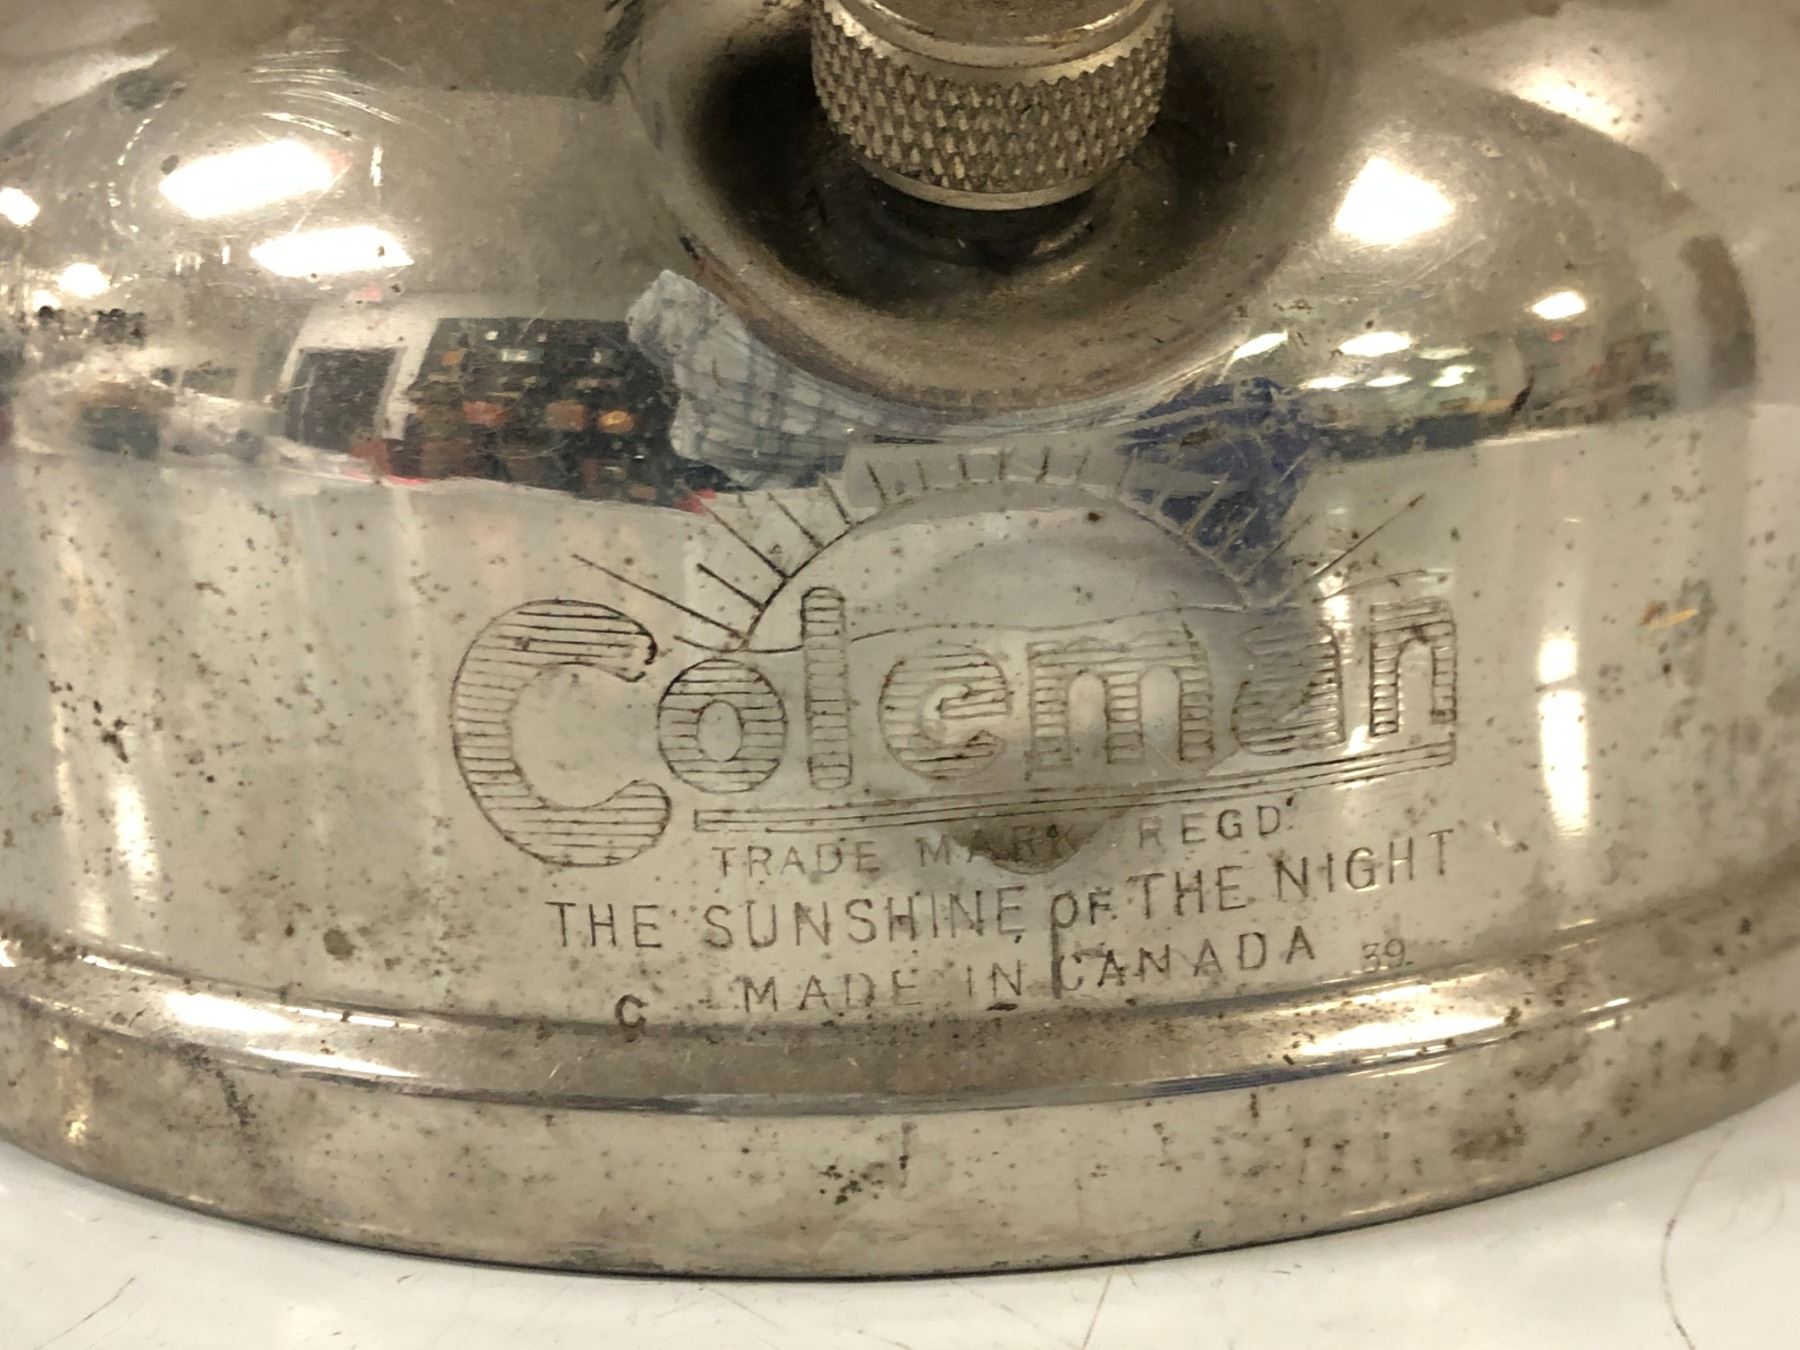 Coleman
TRADE MARK REGD.
THE SUNSHINE OF THE NIGHT
C MADE IN CANADA 39